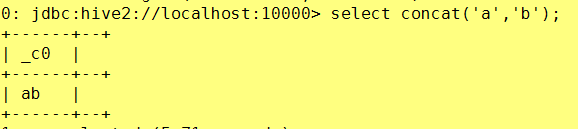 0: jdbc:hive2://localhost:10000> select concat('a','b');
+------+--+
| _c0  |
+------+--+
| ab   |
+------+--+